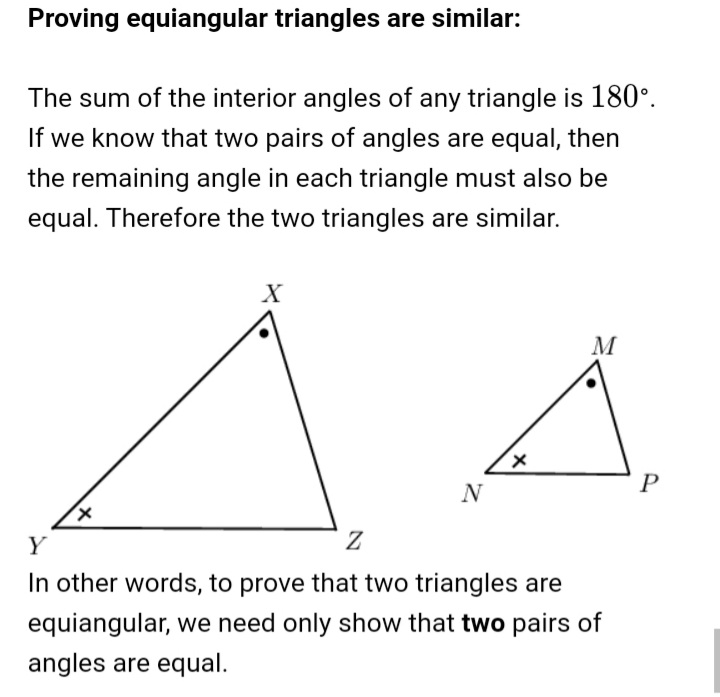 Proving equiangular triangles are similar:
The sum of the interior angles of any triangle is 180°.
If we know that two pairs of angles are equal, then
the remaining angle in each triangle must also be
equal. Therefore the two triangles are similar.
X
M
N
P
Y
Z
In other words, to prove that two triangles are
equiangular, we need only show that two pairs of
angles are equal.